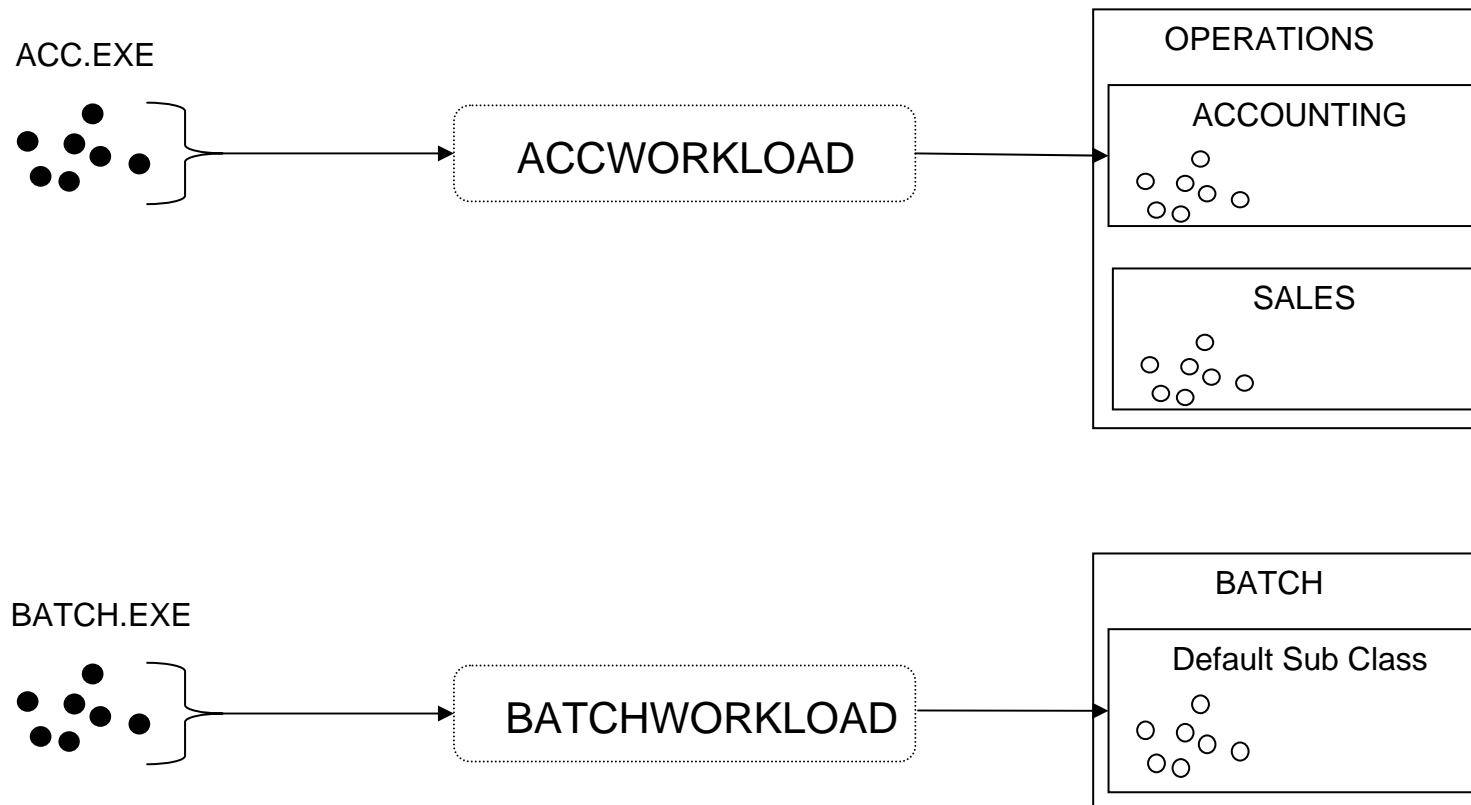 ACC.EXE
ACCWORKLOAD
OPERATIONS
ACCOUNTING
SALES
BATCH.EXE
BATCHWORKLOAD
BATCH
Default Sub Class